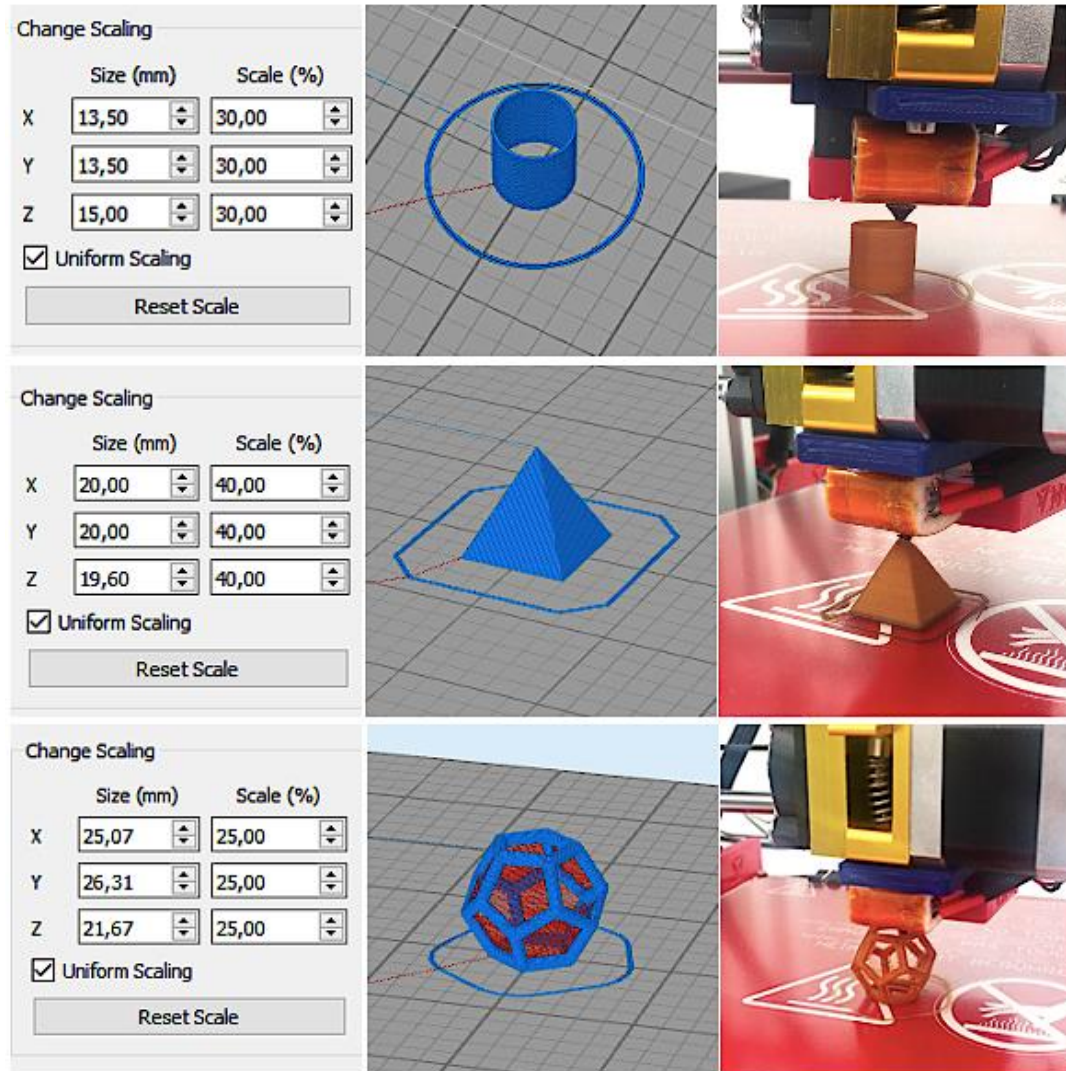 Change Scaling
Size (mm) Scale (%)
X 13,50 30,00
Y 13,50 30,00
Z 15,00 30,00
Uniform Scaling
Reset Scale
Change Scaling
Size (mm) Scale (%)
X 20,00 40,00
Y 20,00 40,00
Z 19,60 40,00
Uniform Scaling
Reset Scale
Change Scaling
Size (mm) Scale (%)
X 25,07 25,00
Y 26,31 25,00
Z 21,67 25,00
Uniform Scaling
Reset Scale